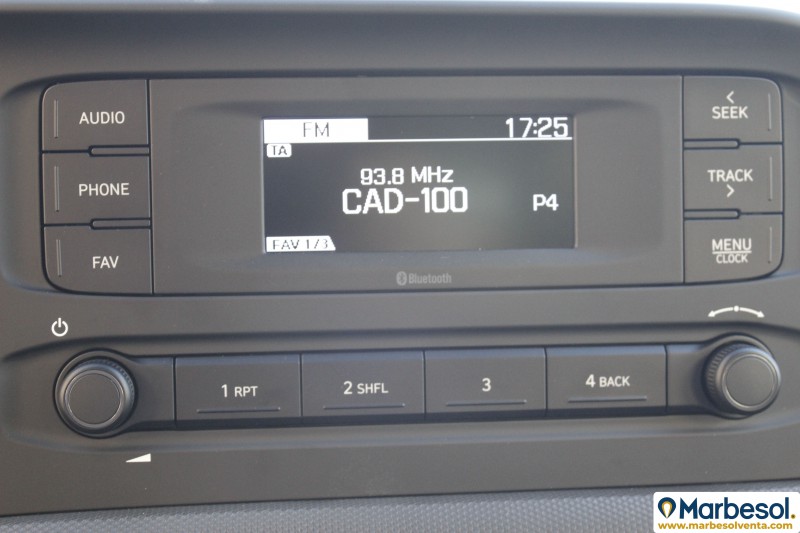 AUDIO
PHONE
FAV
FM 17:25
TA
93.8 MHz
CAD-100
P4
FAV 1/3
Bluetooth
< SEEK
TRACK >
MENU
CLOCK
1 RPT
2 SHFL
3
4 BACK
Marbesol.
www.marbesolventa.com